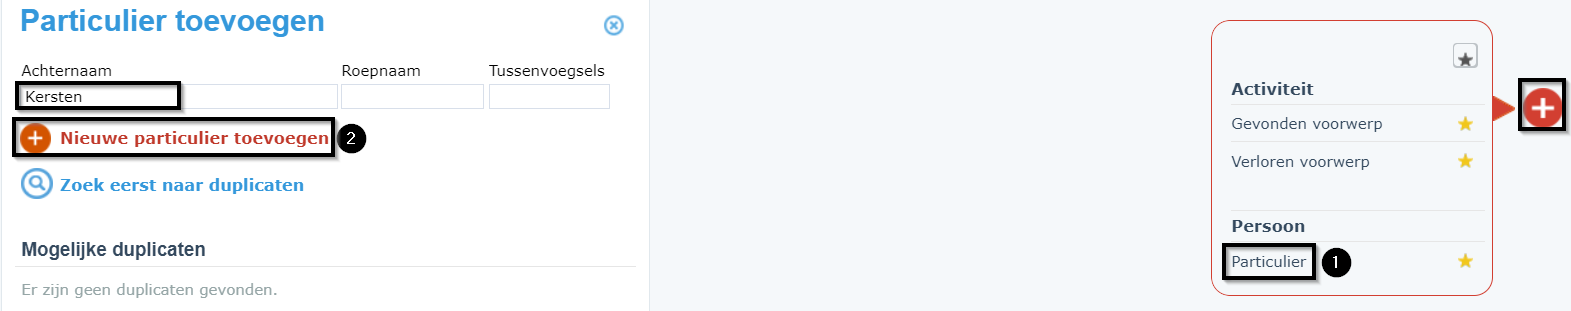 Particulier toevoegen
Achternaam Roepnaam Tussenvoegsels
Kersten
Nieuwe particulier toevoegen 2
Zoek eerst naar duplicaten
Mogelijke duplicaten
Er zijn geen duplicaten gevonden.
Activiteit
Gevonden voorwerp
Verloren voorwerp
Persoon
Particulier 1